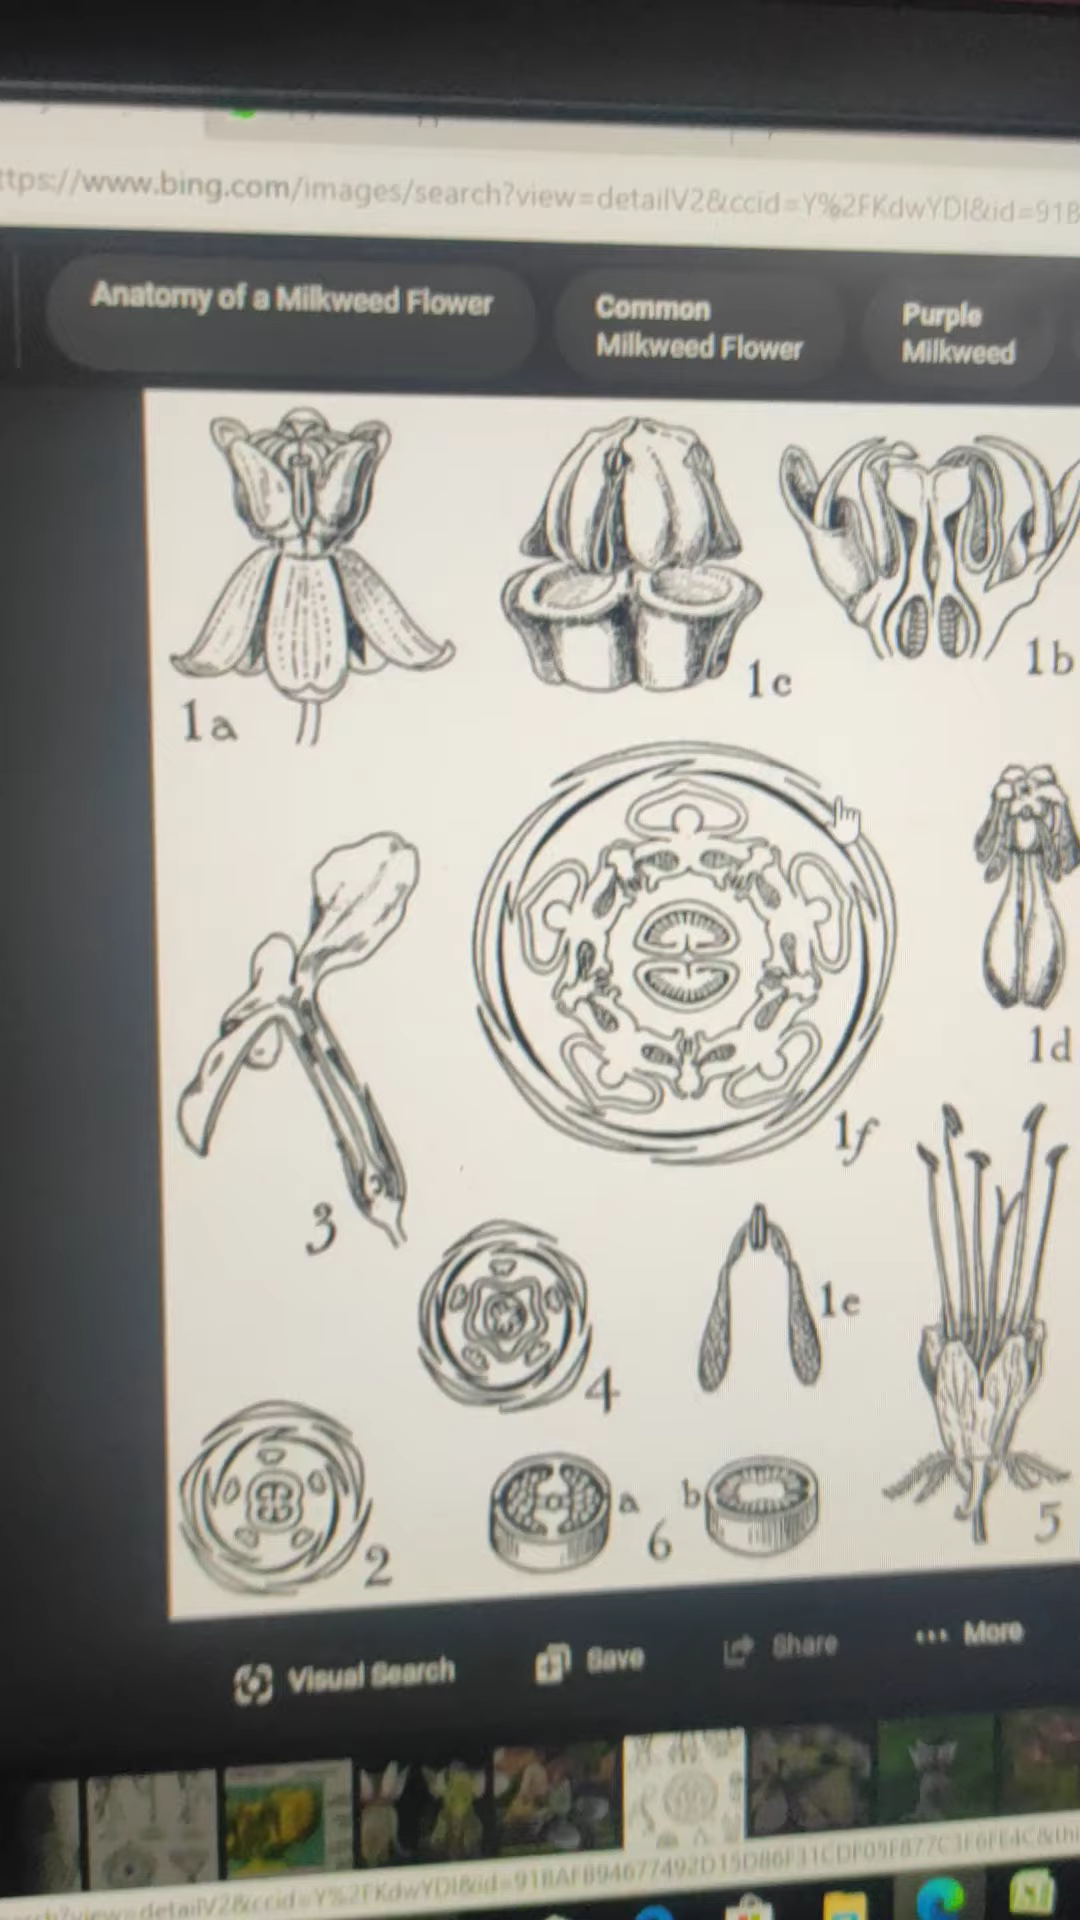 ttps://www.bing.com/images/search?view=detailV2&ccid=Y%2FKdwYDI&id=91B
Anatomy of a Milkweed Flower
Common
Milkweed Flower
Purple
Milkweed
1a
1c
1b
1d
1f
3
1e
4
2
a
6
b
5
Visual Search
Save
Share
More